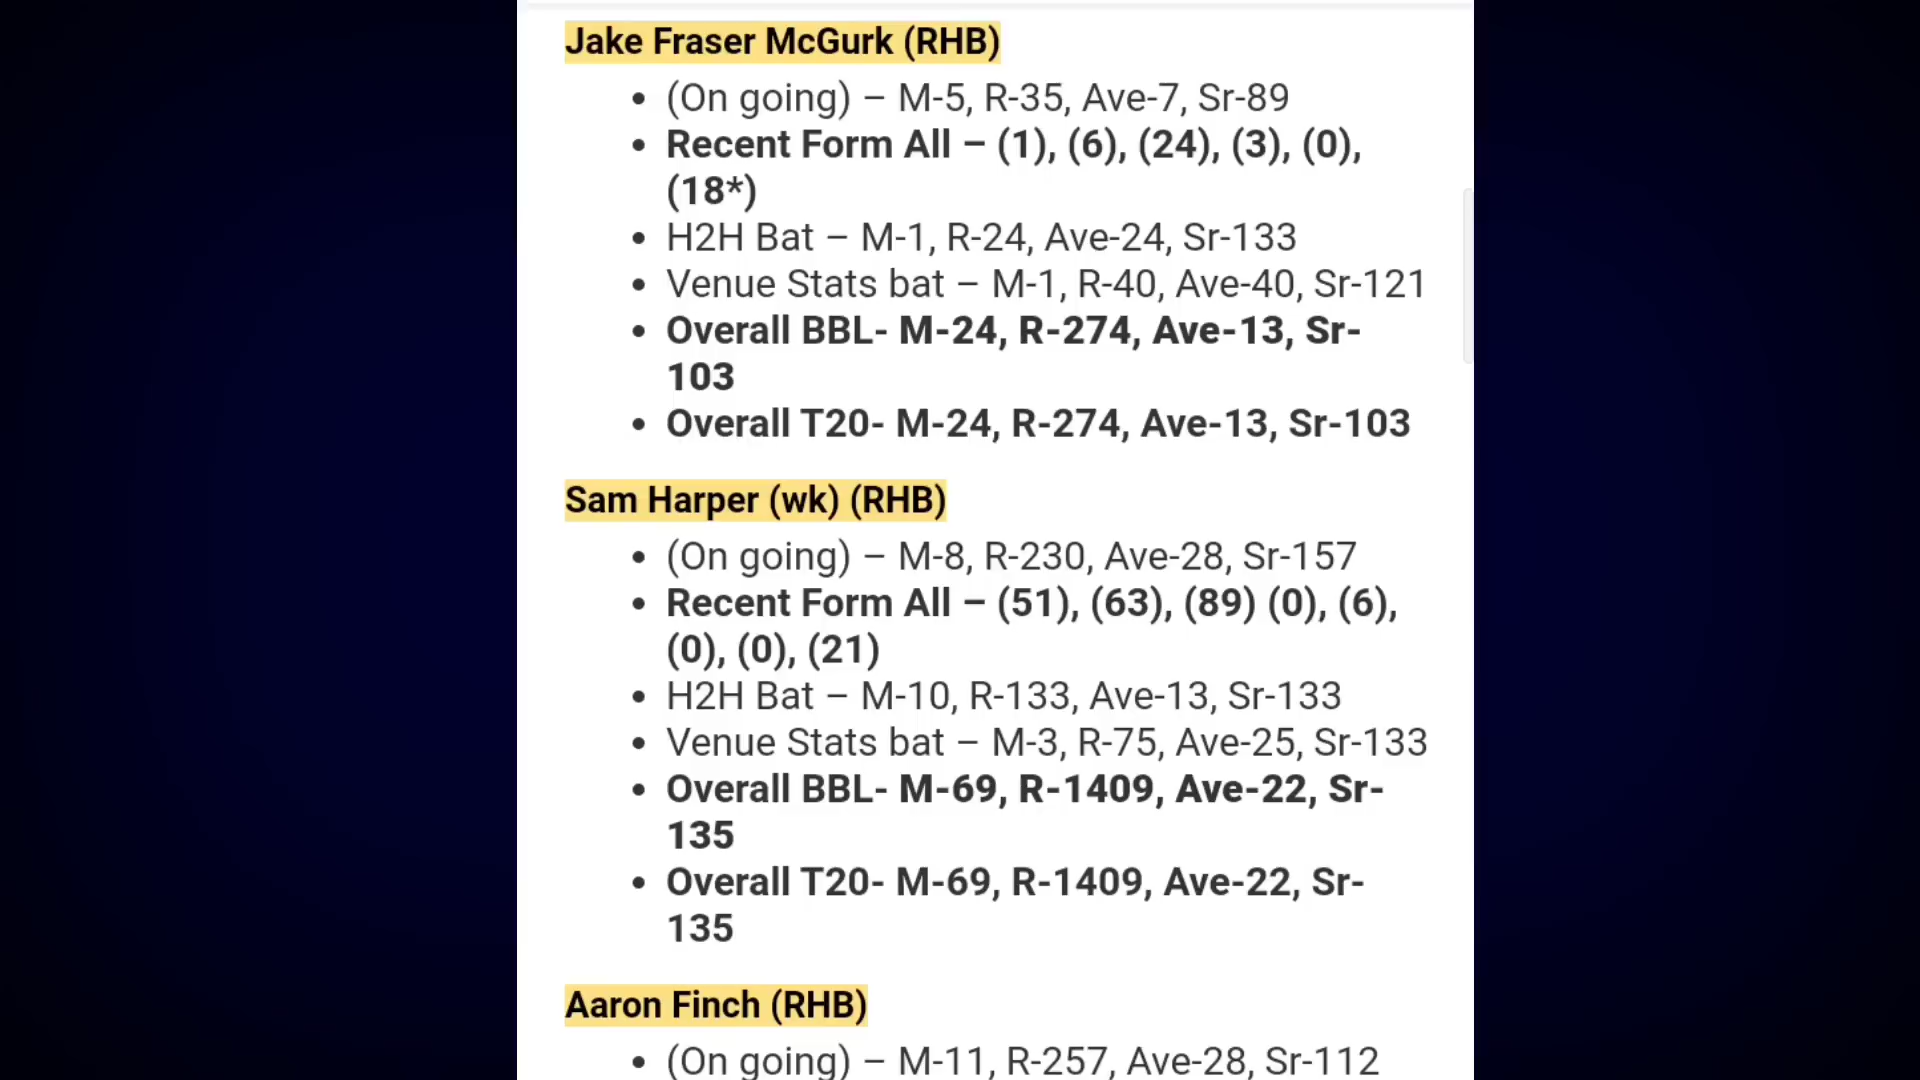 Jake Fraser McGurk (RHB)
• (On going) – M-5, R-35, Ave-7, Sr-89
• Recent Form All – (1), (6), (24), (3), (0),
(18*)
• H2H Bat – M-1, R-24, Ave-24, Sr-133
• Venue Stats bat – M-1, R-40, Ave-40, Sr-121
• Overall BBL- M-24, R-274, Ave-13, Sr-
103
• Overall T20- M-24, R-274, Ave-13, Sr-103
Sam Harper (wk) (RHB)
• (On going) – M-8, R-230, Ave-28, Sr-157
• Recent Form All – (51), (63), (89) (0), (6),
(0), (0), (21)
• H2H Bat – M-10, R-133, Ave-13, Sr-133
• Venue Stats bat – M-3, R-75, Ave-25, Sr-133
• Overall BBL- M-69, R-1409, Ave-22, Sr-
135
• Overall T20- M-69, R-1409, Ave-22, Sr-
135
Aaron Finch (RHB)
• (On going) – M-11, R-257, Ave-28, Sr-112